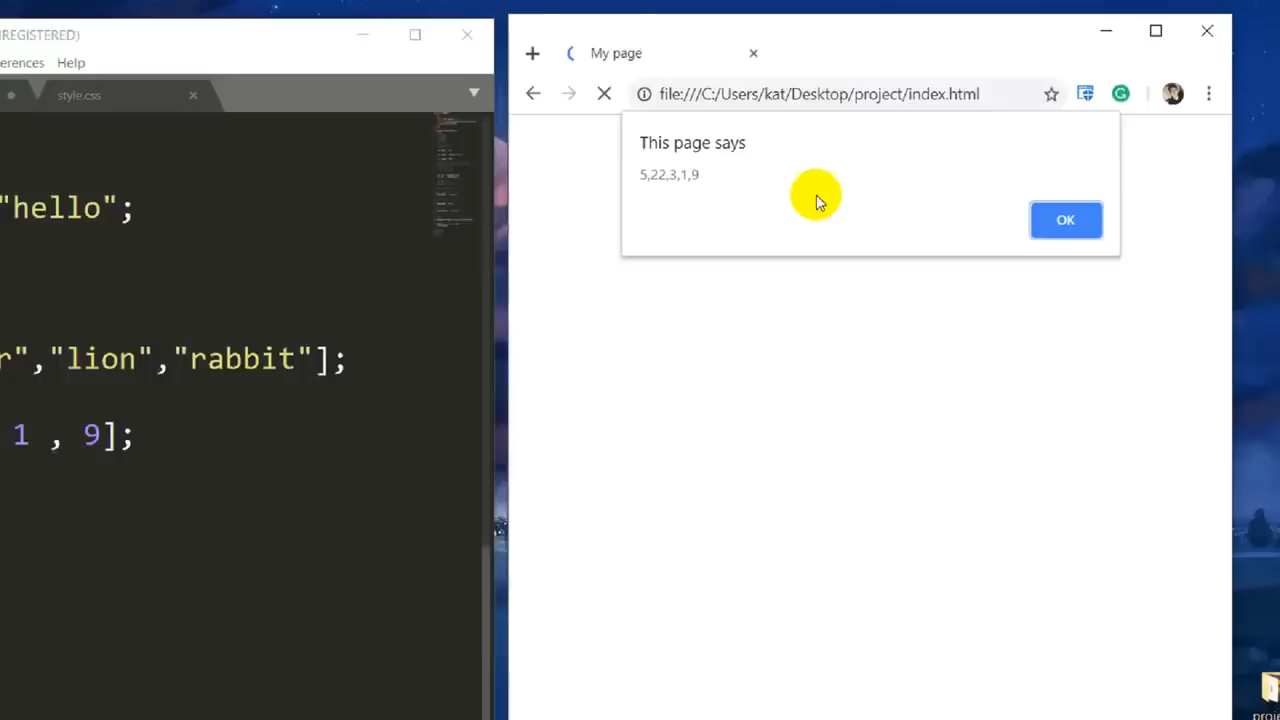 REGISTERED)
erences Help
style.css
"hello";
r","lion","rabbit"];
1 , 9];
My page
file:///C:/Users/kat/Desktop/project/index.html
This page says
5,22,3,1,9
OK
proj